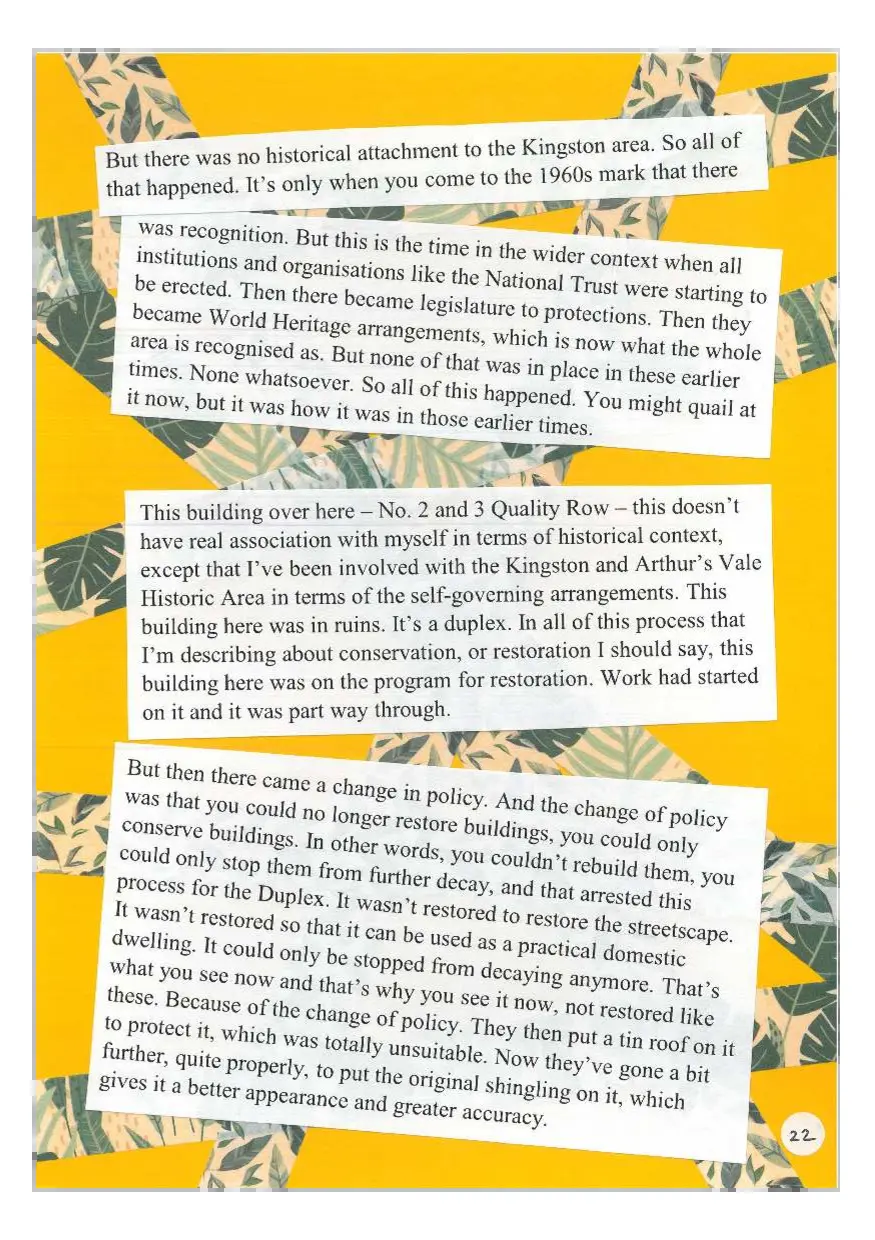 But there was no historical attachment to the Kingston area. So all of
that happened. It's only when you come to the 1960s mark that there
was recognition. But this is the time in the wider context when all
institutions and organisations like the National Trust were starting to
be erected. Then there became legislature to protections. Then they
became World Heritage arrangements, which is now what the whole
area is recognised as. But none of that was in place in these earlier
times. None whatsoever. So all of this happened. You might quail at
it now, but it was how it was in those earlier times.
This building over here – No. 2 and 3 Quality Row – this doesn't
have real association with myself in terms of historical context,
except that I've been involved with the Kingston and Arthur's Vale
Historic Area in terms of the self-governing arrangements. This
building here was in ruins. It's a duplex. In all of this process that
I'm describing about conservation, or restoration I should say, this
building here was on the program for restoration. Work had started
on it and it was part way through.
But then there came a change in policy. And the change of policy
was that you could no longer restore buildings, you could only
conserve buildings. In other words, you couldn't rebuild them, you
could only stop them from further decay, and that arrested this
process for the Duplex. It wasn't restored to restore the streetscape.
It wasn't restored so that it can be used as a practical domestic
dwelling. It could only be stopped from decaying anymore. That's
what you see now and that's why you see it now, not restored like
these. Because of the change of policy. They then put a tin roof on it
to protect it, which was totally unsuitable. Now they've gone a bit
further, quite properly, to put the original shingling on it, which
gives it a better appearance and greater accuracy.
22